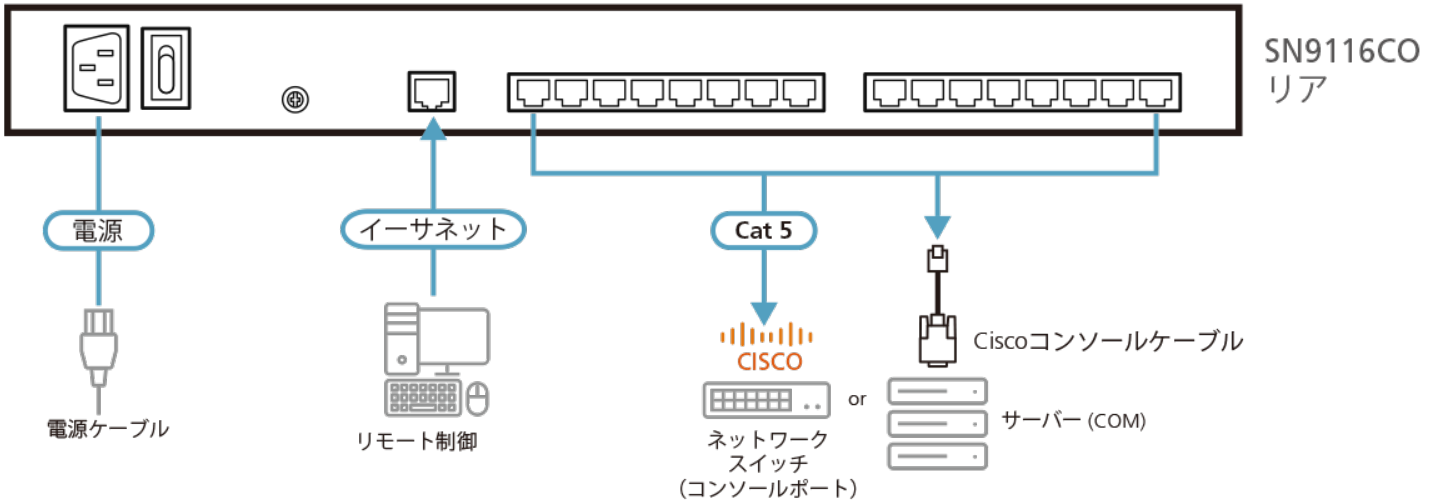 SN9116CO
リア
電源
イーサネット
Cat 5
CISCO
Ciscoコンソールケーブル
電源ケーブル
リモート制御
ネットワーク
スイッチ
（コンソールポート）
or
サーバー (COM)